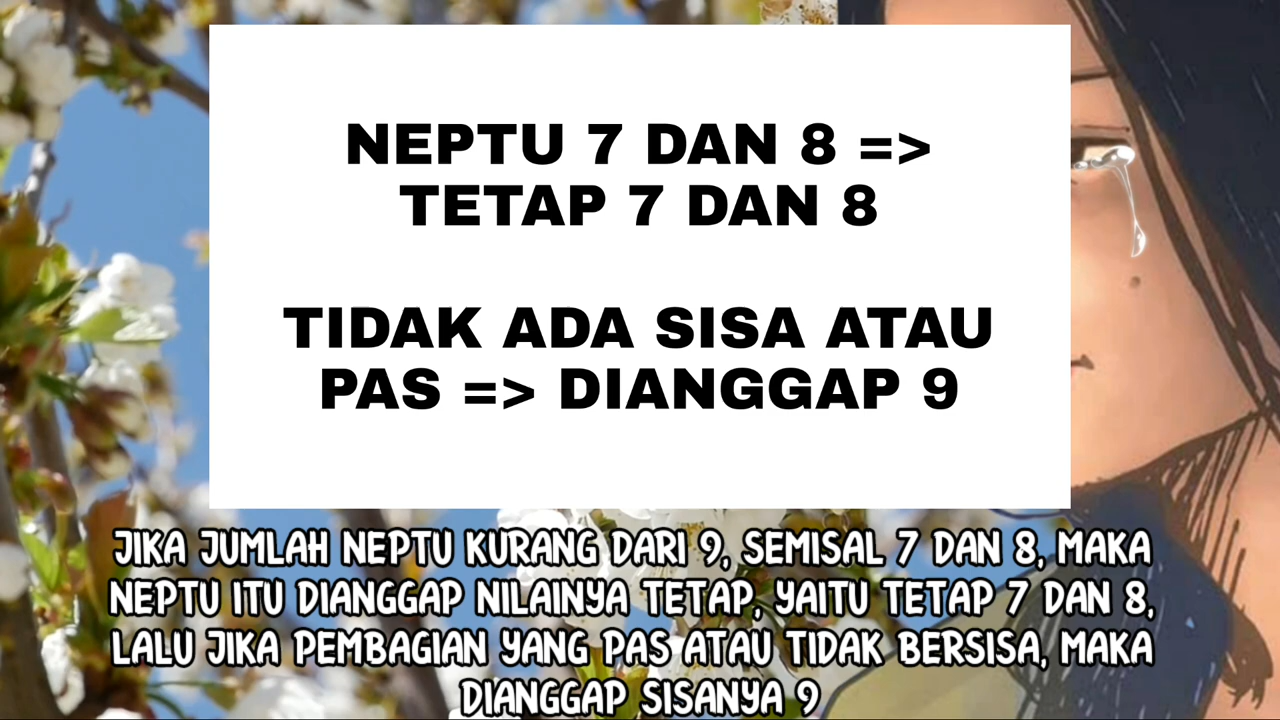 NEPTU 7 DAN 8 =>
TETAP 7 DAN 8
TIDAK ADA SISA ATAU
PAS => DIANGGAP 9
JIKA JUMLAH NEPTU KURANG DARI 9, SEMISAL 7 DAN 8, MAKA
NEPTU ITU DIANGGAP NILAINYA TETAP, YAITU TETAP 7 DAN 8,
LALU JIKA PEMBAGIAN YANG PAS ATAU TIDAK BERSISA, MAKA
DIANGGAP SISANYA 9